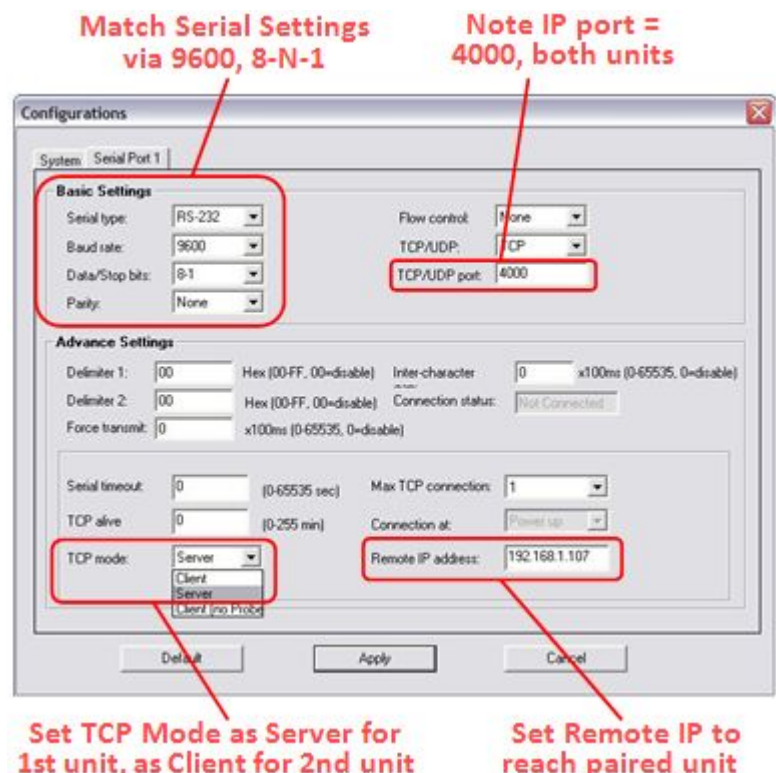 Match Serial Settings
via 9600, 8-N-1
Note IP port =
4000, both units
Configurations
System Serial Port 1
Basic Settings
Serial type: RS-232
Baud rate: 9600
Data/Stop bits: 8-1
Parity: None
Flow control: None
TCP/UDP: TCP
TCP/UDP port: 4000
Advance Settings
Delimiter 1: 00 Hex (00-FF, 00=disable)
Delimiter 2: 00 Hex (00-FF, 00=disable)
Force transmit: 0 x100ms (0-65535, 0=disable)
Inter-character 0 x100ms (0-65535, 0=disable)
Connection status: Not Connected
Serial timeout: 0 (0-65535 sec)
TCP alive 0 (0-255 min)
TCP mode: Server
Client
Server
Client (no Probe
Max TCP connection: 1
Connection at: Power up
Remote IP address: 192.168.1.107
Default Apply Cancel
Set TCP Mode as Server for
1st unit, as Client for 2nd unit
Set Remote IP to
reach paired unit